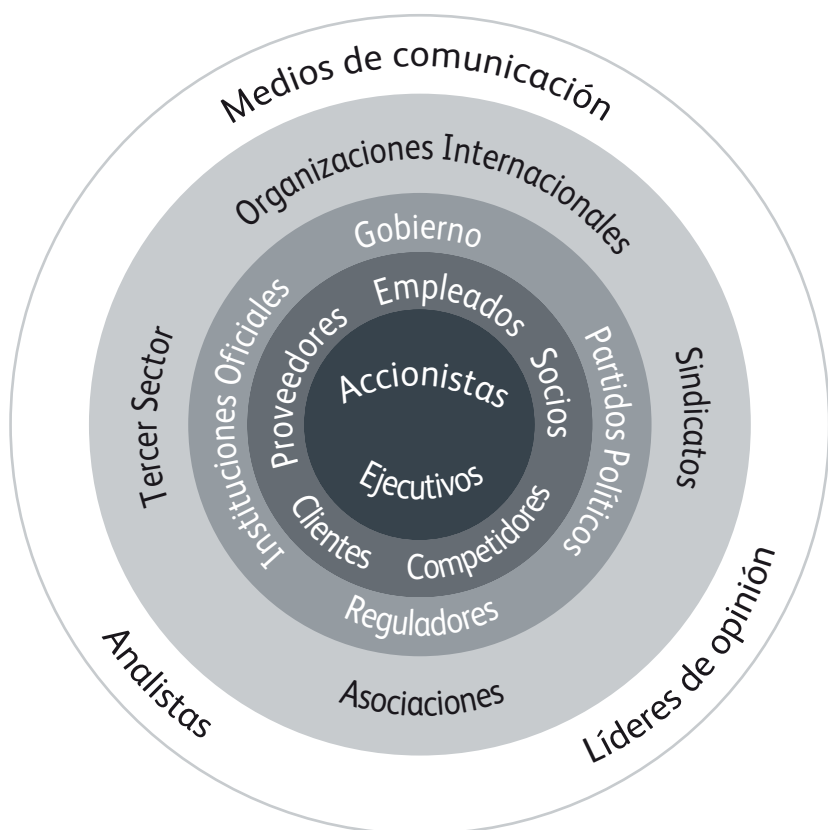 Medios de comunicación
Organizaciones Internacionales
Gobierno
Empleados
Proveedores
Instituciones Oficiales
Socios
Partidos Políticos
Accionistas
Tercer Sector
Sindicatos
Ejecutivos
Clientes
Competidores
Reguladores
Asociaciones
Analistas
Líderes de opinión